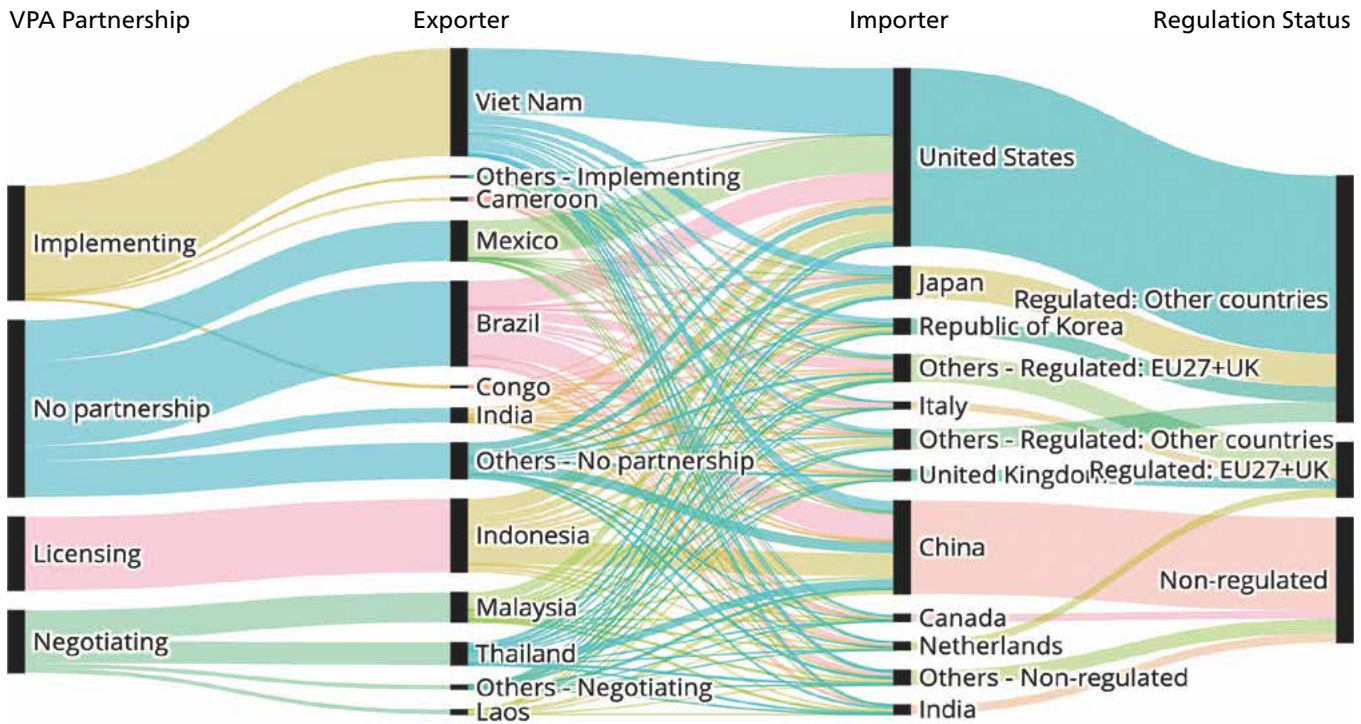 VPA Partnership
Exporter
Importer
Regulation Status
Implementing
No partnership
Licensing
Negotiating
Viet Nam
Others - Implementing
Cameroon
Mexico
Brazil
Congo
India
Others - No partnership
Indonesia
Malaysia
Thailand
Others - Negotiating
Laos
United States
Japan
Republic of Korea
Others - Regulated: EU27+UK
Italy
Others - Regulated: Other countries
United Kingdom
China
Canada
Netherlands
Others - Non-regulated
India
Regulated: Other countries
Regulated: EU27+UK
Non-regulated